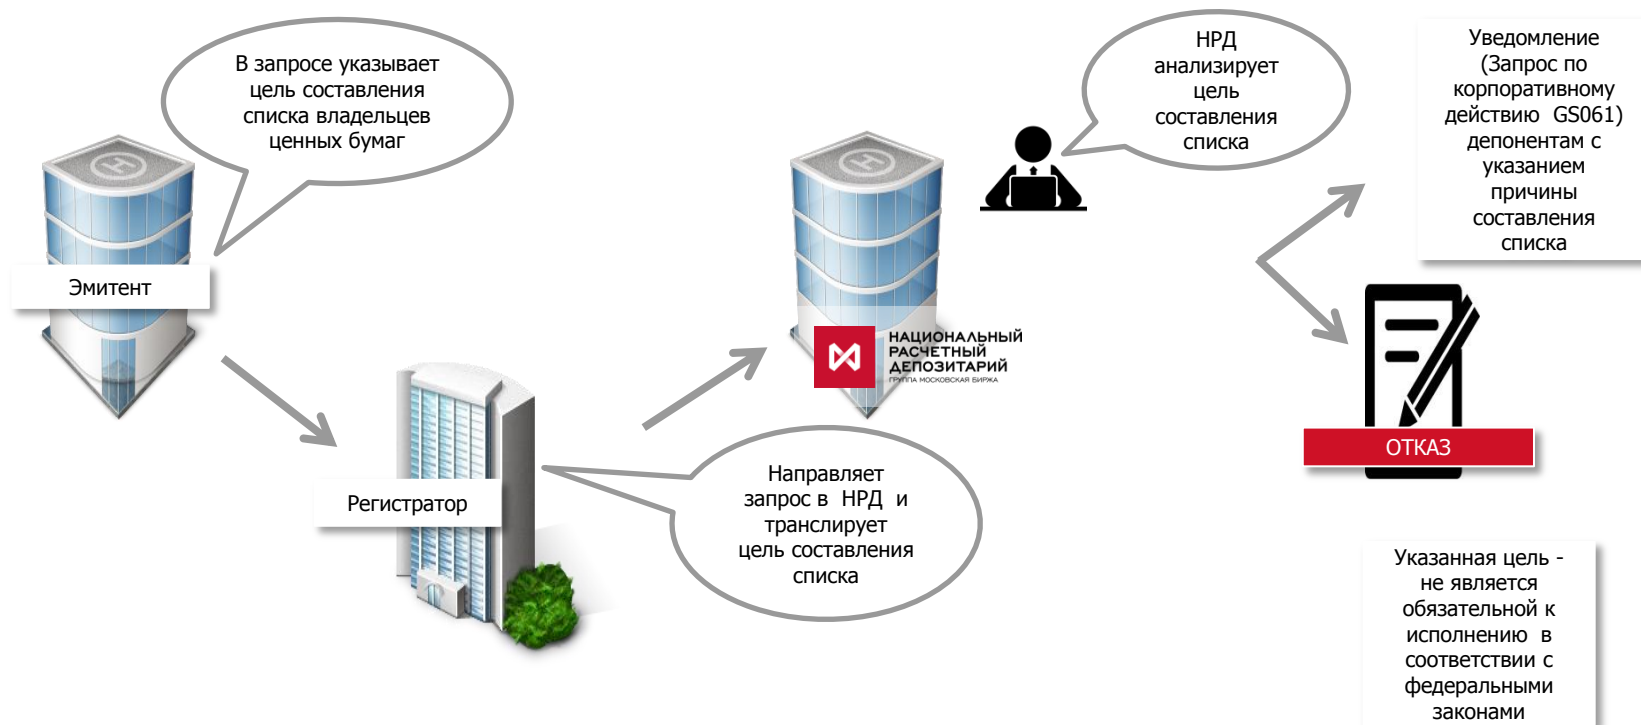 В запросе указывает
цель составления
списка владельцев
ценных бумаг
Эмитент
Регистратор
Направляет
запрос в НРД и
транслирует
цель составления
списка
НАЦИОНАЛЬНЫЙ
РАСЧЕТНЫЙ
ДЕПОЗИТАРИЙ
ГРУППА МОСКОВСКАЯ БИРЖА
НРД
анализирует
цель
составления
списка
Уведомление
(Запрос по
корпоративному
действию GS061)
депонентам с
указанием
причины
составления
списка
ОТКАЗ
Указанная цель -
не является
обязательной к
исполнению в
соответствии с
федеральными
законами